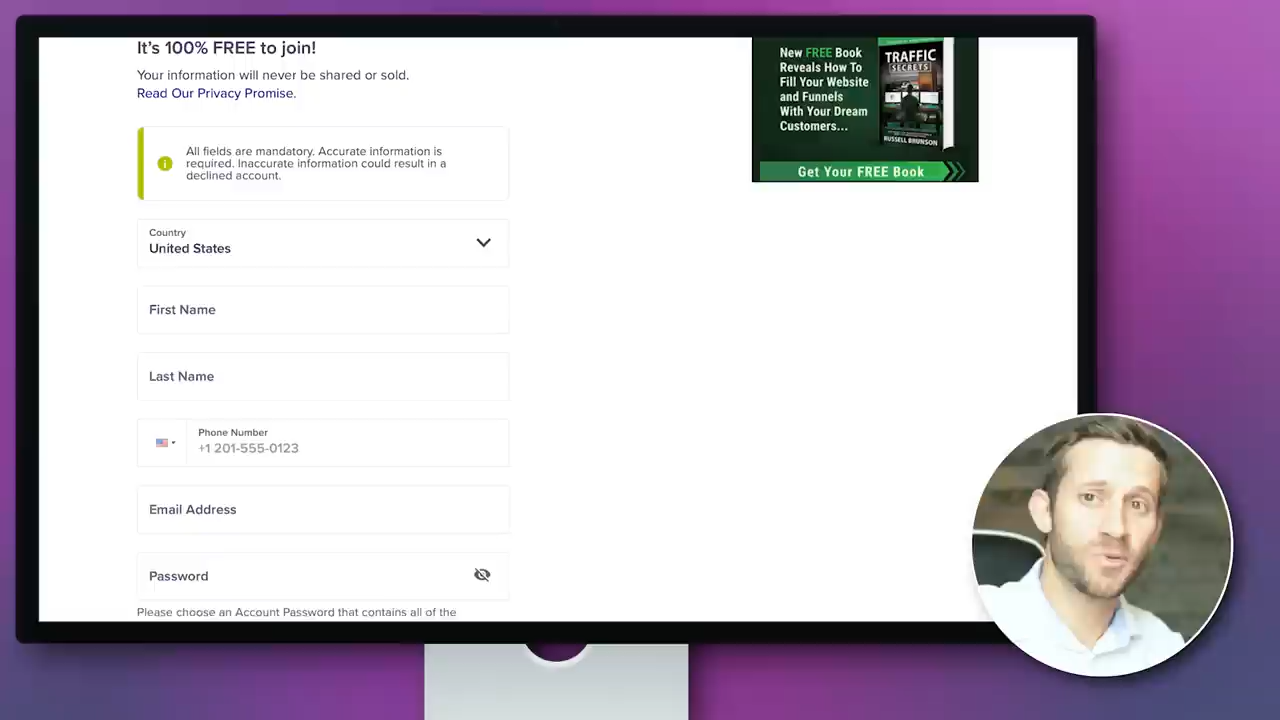 It's 100% FREE to join!
Your information will never be shared or sold.
Read Our Privacy Promise.
All fields are mandatory. Accurate information is
required. Inaccurate information could result in a
declined account.
Country
United States
First Name
Last Name
Phone Number
+1 201-555-0123
Email Address
Password
Please choose an Account Password that contains all of the
New FREE Book
Reveals How To
Fill Your Website
and Funnels
With Your Dream
Customers...
TRAFFIC
SECRETS
RUSSELL BRUNSON
Get Your FREE Book